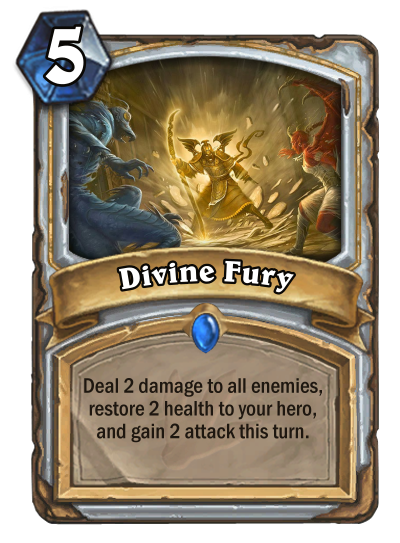 5
Divine Fury
Deal 2 damage to all enemies,
restore 2 health to your hero,
and gain 2 attack this turn.